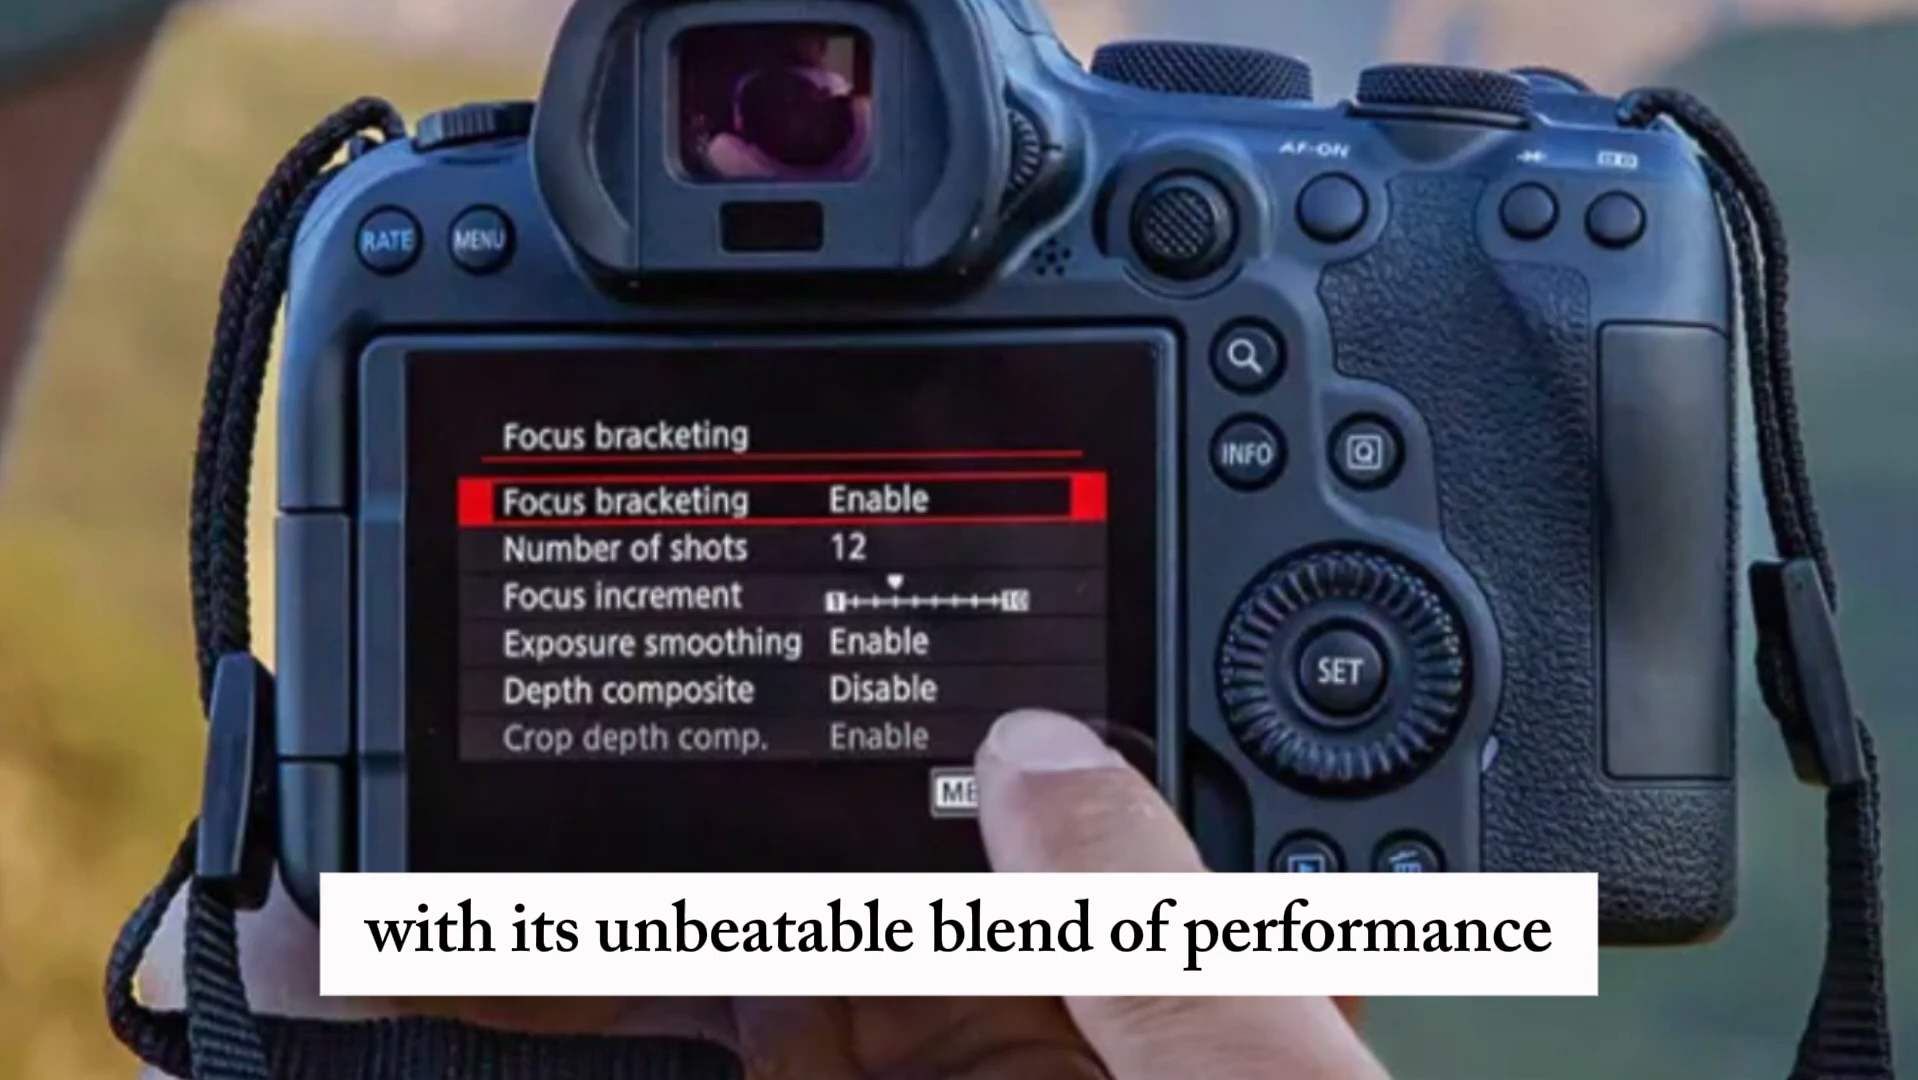 AF-ON
RATE
MENU
Focus bracketing
Focus bracketing Enable
Number of shots 12
Focus increment
Exposure smoothing Enable
Depth composite Disable
Crop depth comp. Enable
INFO
Q
SET
with its unbeatable blend of performance